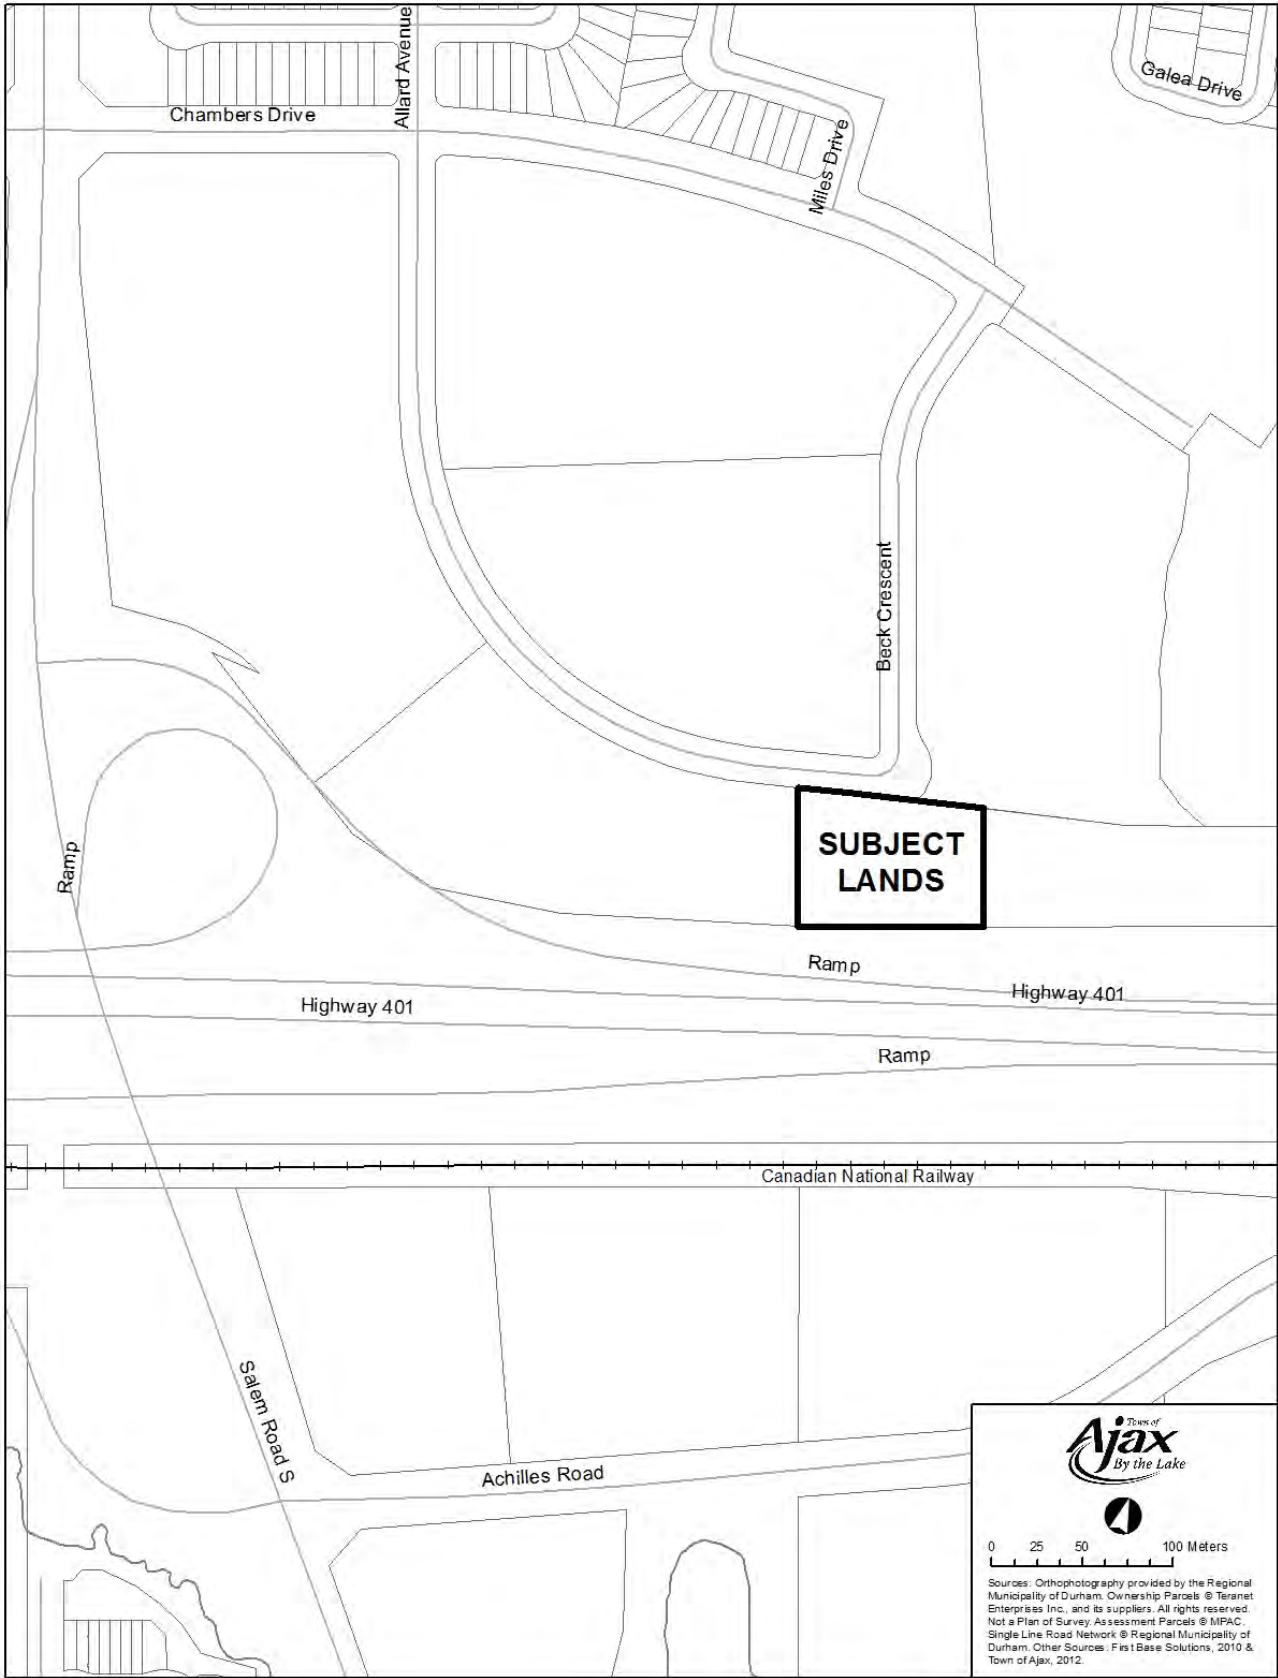 Allard Avenue
Galea Drive
Chambers Drive
Miles Drive
Beck Crescent
SUBJECT
LANDS
Ramp
Ramp
Highway 401
Highway 401
Ramp
Canadian National Railway
Salem Road S
Achilles Road
Town of
Ajax
By the Lake
0 25 50 100 Meters
Sources: Orthophotography provided by the Regional
Municipality of Durham. Ownership Parcels © Teranet
Enterprises Inc., and its suppliers. All rights reserved.
Not a Plan of Survey. Assessment Parcels © MPAC.
Single Line Road Network © Regional Municipality of
Durham. Other Sources: First Base Solutions, 2010 &
Town of Ajax, 2012.